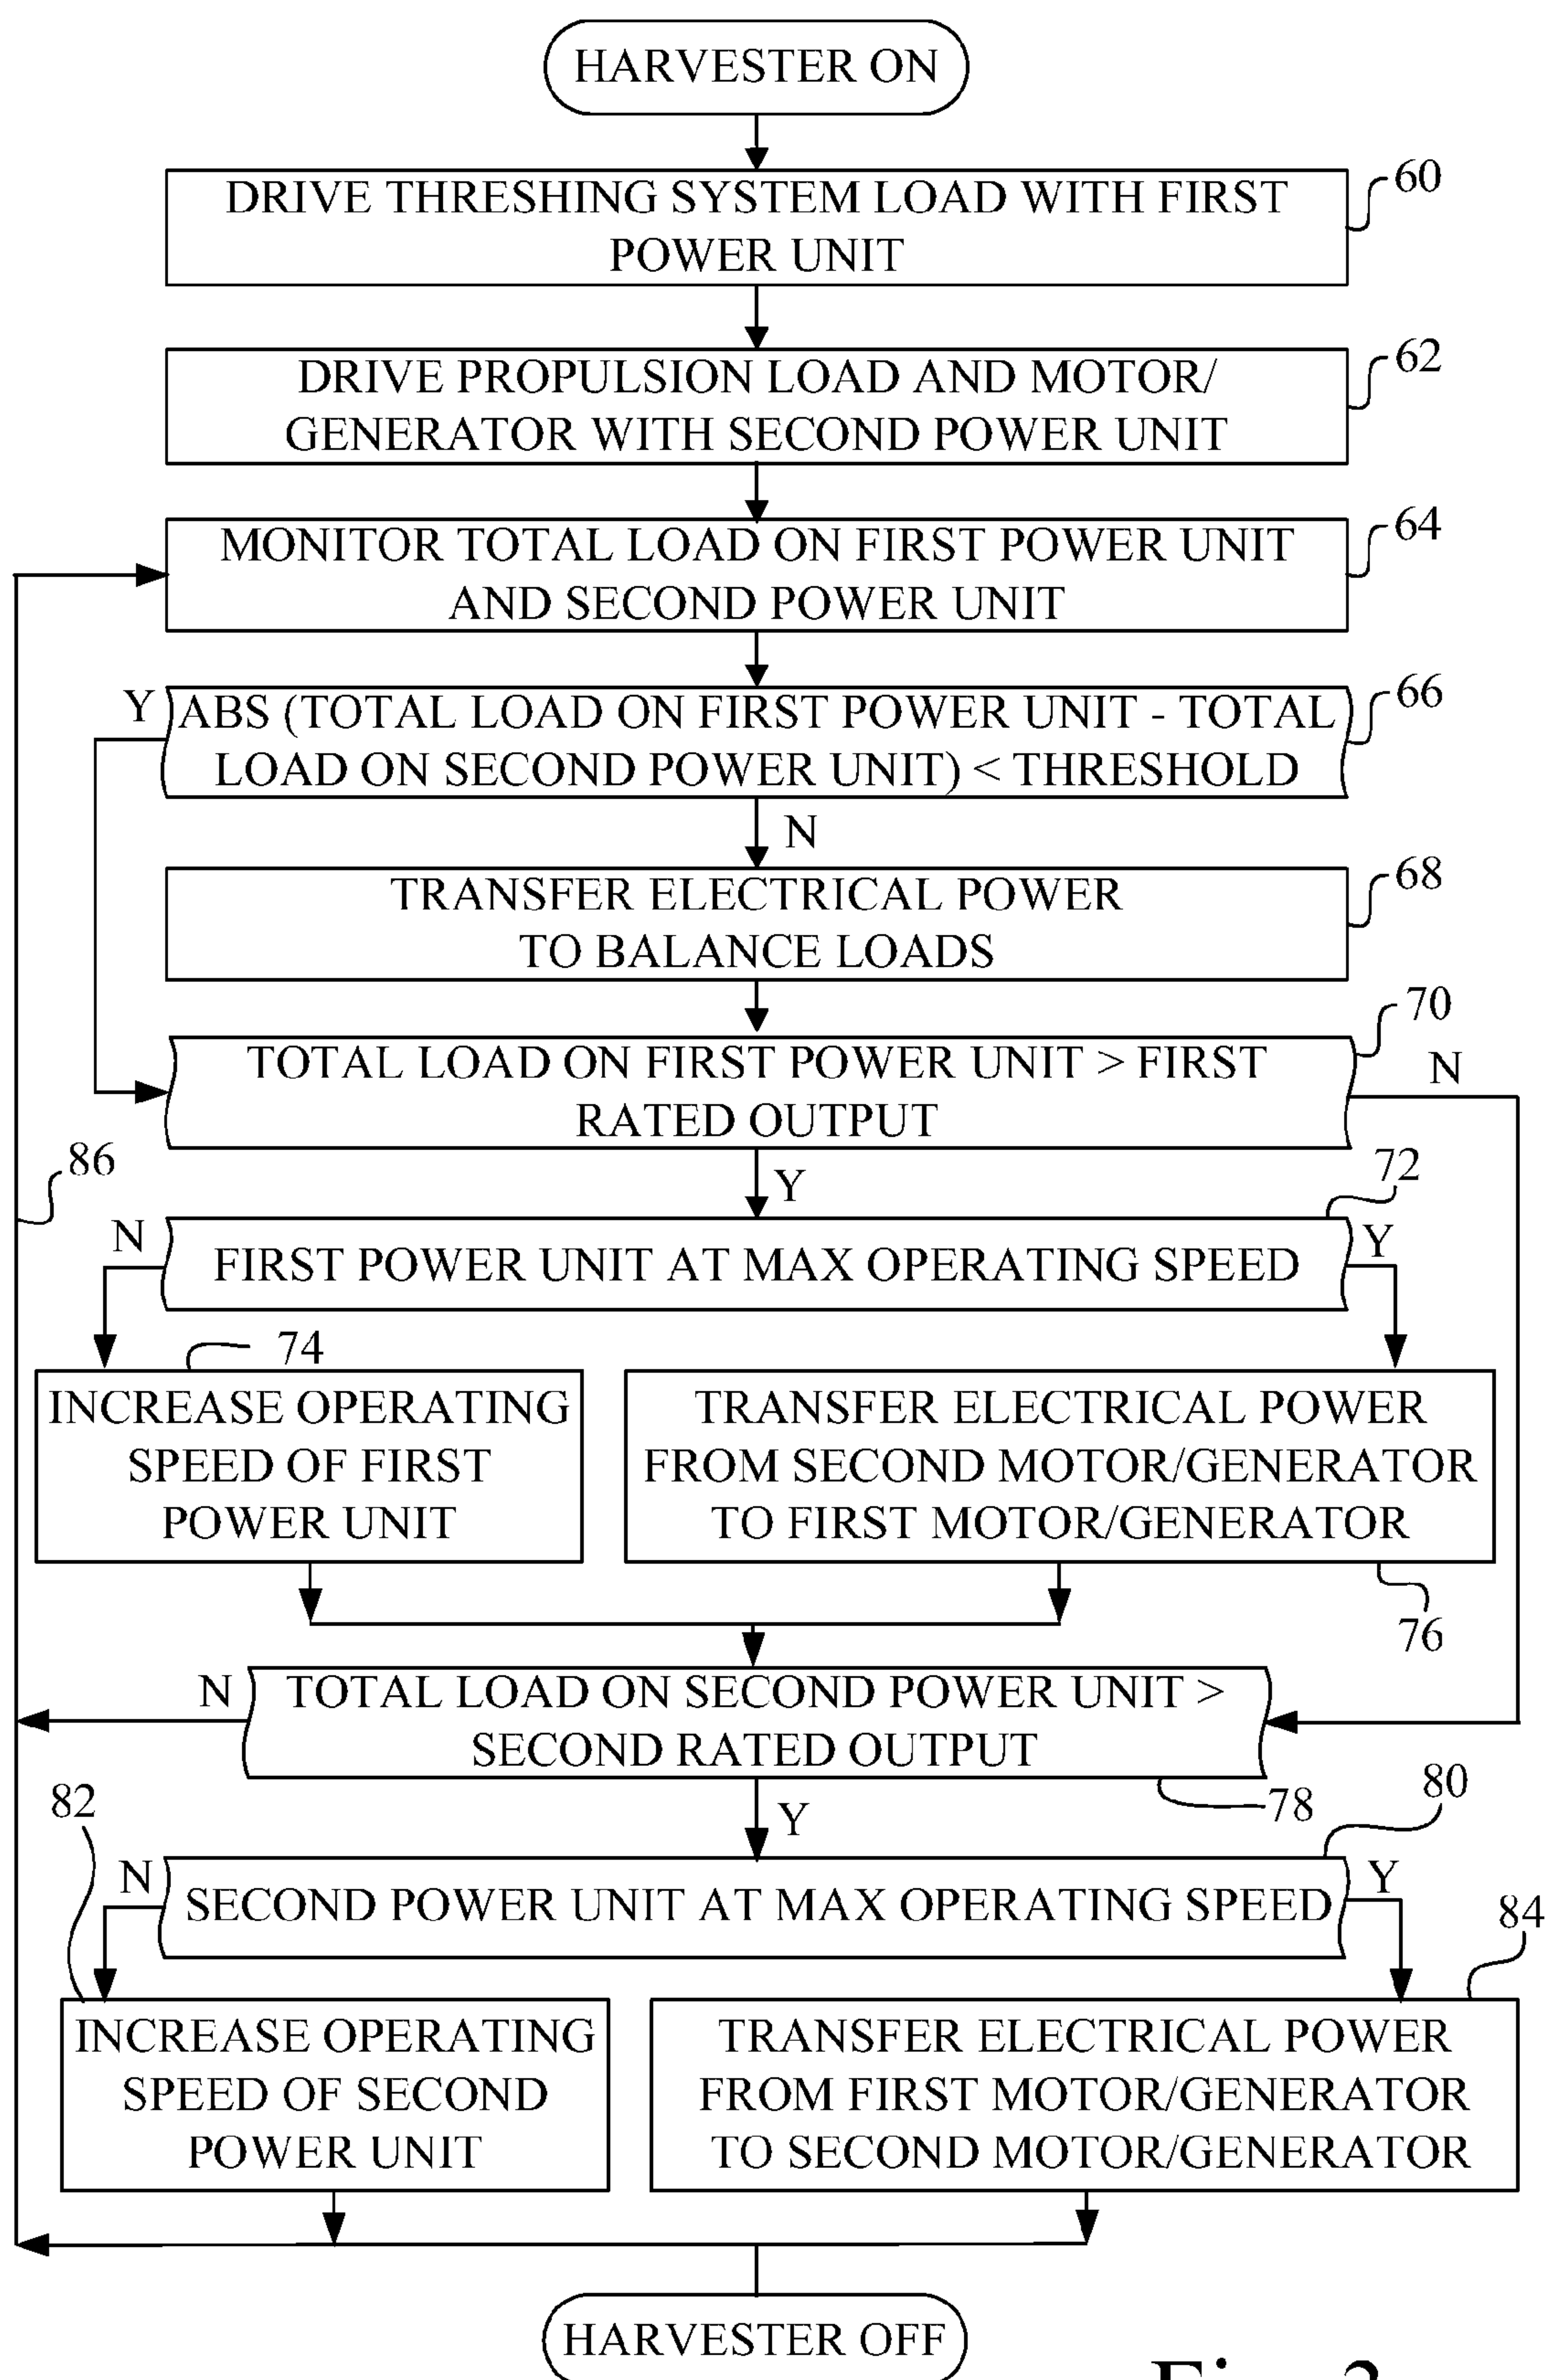 HARVESTER ON
60
DRIVE THRESHING SYSTEM LOAD WITH FIRST
POWER UNIT
62
DRIVE PROPULSION LOAD AND MOTOR/
GENERATOR WITH SECOND POWER UNIT
64
MONITOR TOTAL LOAD ON FIRST POWER UNIT
AND SECOND POWER UNIT
66
Y
ABS (TOTAL LOAD ON FIRST POWER UNIT - TOTAL
LOAD ON SECOND POWER UNIT) < THRESHOLD
N
68
TRANSFER ELECTRICAL POWER
TO BALANCE LOADS
70
N
TOTAL LOAD ON FIRST POWER UNIT > FIRST
RATED OUTPUT
86
Y
72
N
Y
FIRST POWER UNIT AT MAX OPERATING SPEED
74
INCREASE OPERATING
SPEED OF FIRST
POWER UNIT
TRANSFER ELECTRICAL POWER
FROM SECOND MOTOR/GENERATOR
TO FIRST MOTOR/GENERATOR
76
N
TOTAL LOAD ON SECOND POWER UNIT >
SECOND RATED OUTPUT
78
82
Y
80
N
Y
SECOND POWER UNIT AT MAX OPERATING SPEED
84
INCREASE OPERATING
SPEED OF SECOND
POWER UNIT
TRANSFER ELECTRICAL POWER
FROM FIRST MOTOR/GENERATOR
TO SECOND MOTOR/GENERATOR
HARVESTER OFF